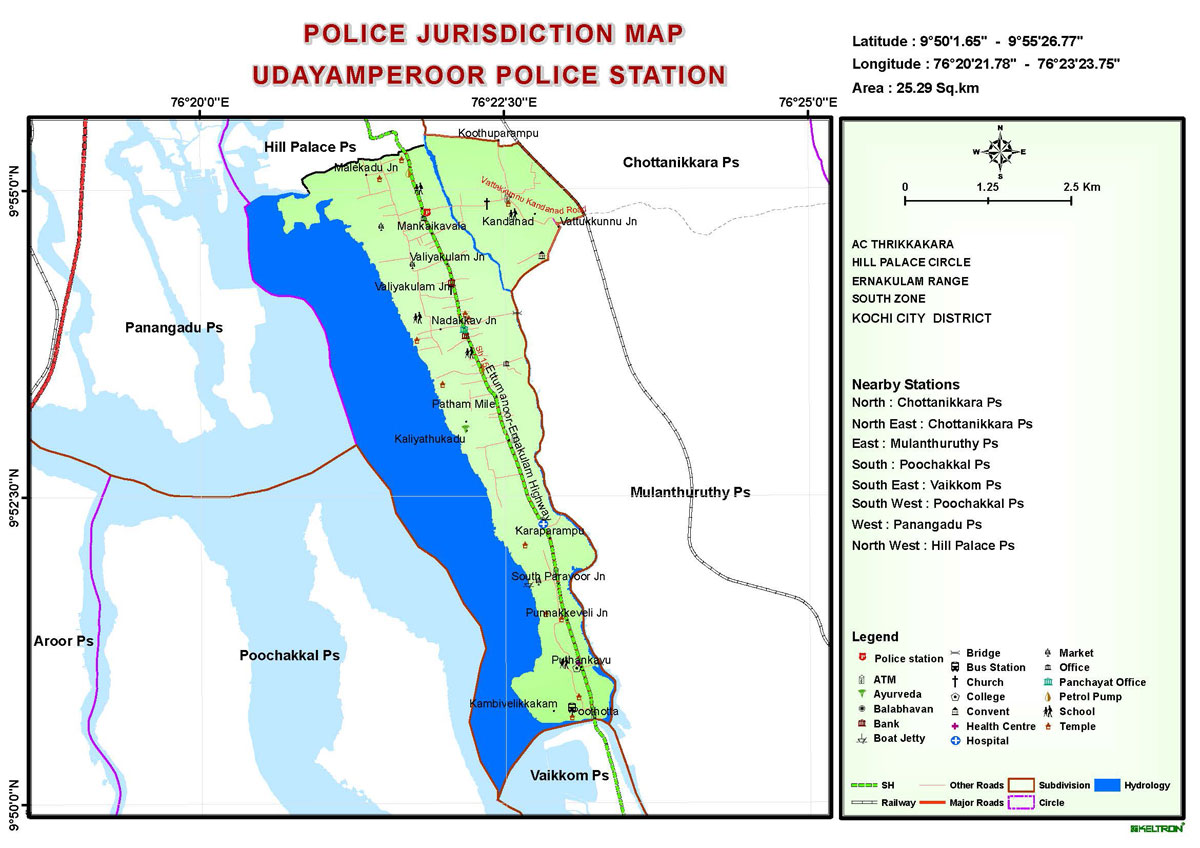 POLICE JURISDICTION MAP
UDAYAMPEROOR POLICE STATION
Latitude : 9°50'1.65" - 9°55'26.77"
Longitude : 76°20'21.78" - 76°23'23.75"
Area : 25.29 Sq.km
76°20'0"E
76°22'30"E
76°25'0"E
9°55'0"N
9°52'30"N
9°50'0"N
Koothuparampu
Hill Palace Ps
Chottanikkara Ps
Malekadu Jn
Vattakkunnu Kandanad Road
Kandanad
Vattukkunnu Jn
Mankaikavala
Valiyakulam Jn
Valiyakulam Jn
Panangadu Ps
Nadakkav Jn
Sh 15
Ettumanoor-Ernakulam Highway
Patham Mile
Kaliyathukadu
Mulanthuruthy Ps
Karaparampu
South Paravoor Jn
Punnakkeveli Jn
Aroor Ps
Poochakkal Ps
Puthankavu
Kambivelikkakam
Poothotta
Vaikkom Ps
N
W E
S
0 1.25 2.5 Km
AC THRIKKAKARA
HILL PALACE CIRCLE
ERNAKULAM RANGE
SOUTH ZONE
KOCHI CITY DISTRICT
Nearby Stations
North : Chottanikkara Ps
North East : Chottanikkara Ps
East : Mulanthuruthy Ps
South : Poochakkal Ps
South East : Vaikkom Ps
South West : Poochakkal Ps
West : Panangadu Ps
North West : Hill Palace Ps
Legend
Police station
ATM
Ayurveda
Balabhavan
Bank
Boat Jetty
Bridge
Bus Station
Church
College
Convent
Health Centre
Hospital
Market
Office
Panchayat Office
Petrol Pump
School
Temple
SH
Other Roads
Subdivision
Hydrology
Railway
Major Roads
Circle
KELTRON